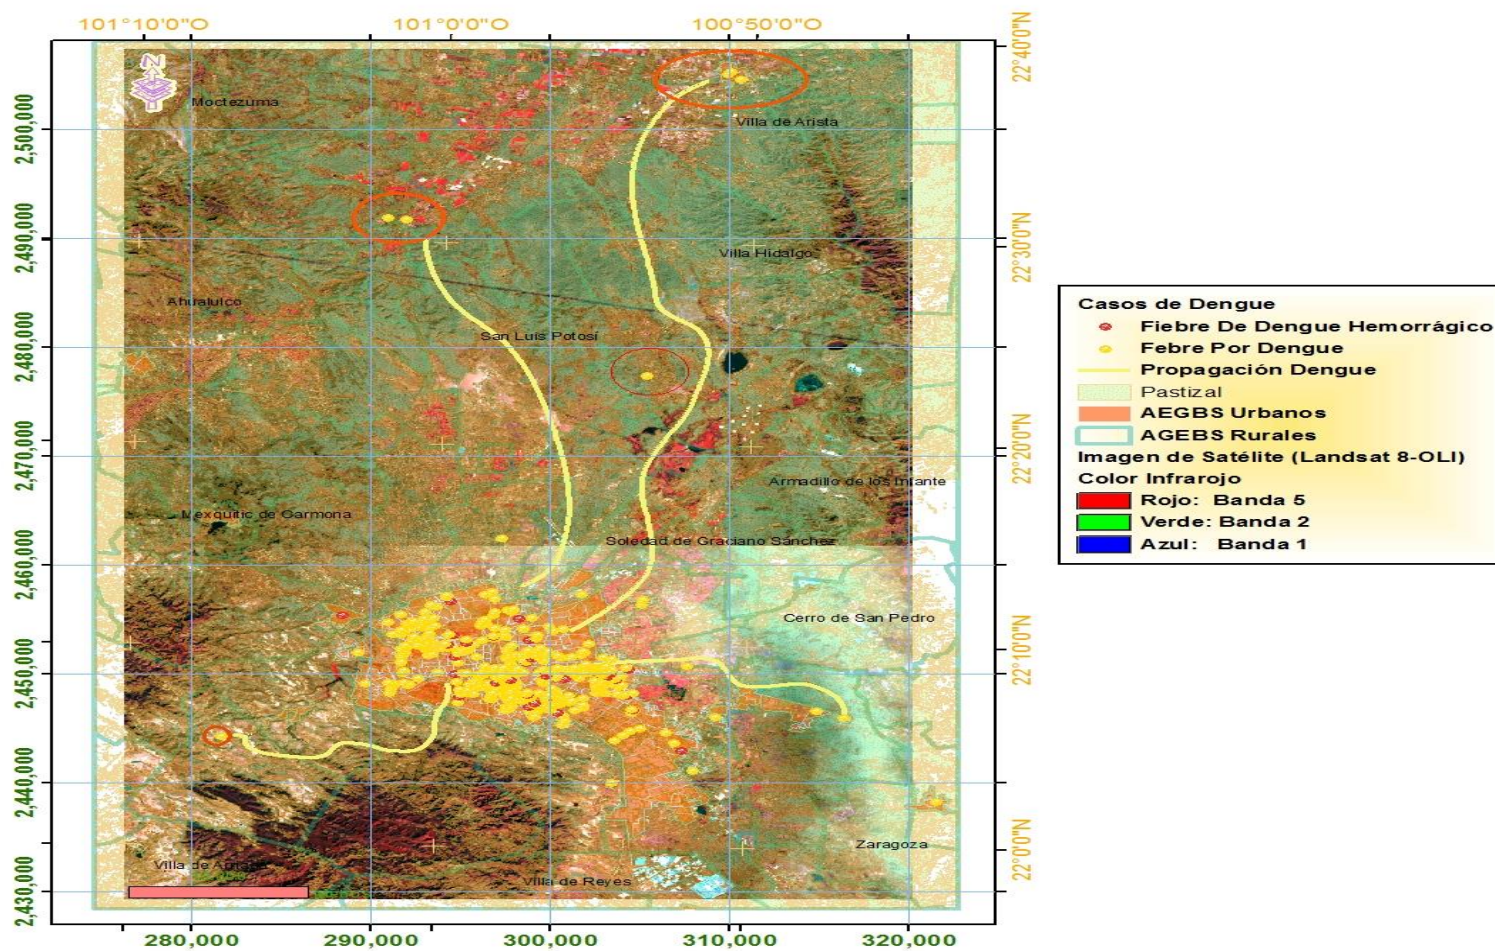 101°10'0"O
101°0'0"O
100°50'0"O
N
22°40'0"N
Moctezuma
Villa de Arista
2,500,000
2,490,000
22°30'0"N
Villa Hidalgo
Ahualulco
San Luis Potosí
2,480,000
2,470,000
22°20'0"N
Armadillo de los Infante
Mexquitic de Carmona
Soledad de Graciano Sánchez
2,460,000
Cerro de San Pedro
22°10'0"N
2,450,000
2,440,000
Zaragoza
22°0'0"N
Villa de
Villa de Reyes
2,430,000
280,000
290,000
300,000
310,000
320,000
Casos de Dengue
Fiebre De Dengue Hemorrágico
Febre Por Dengue
Propagación Dengue
Pastizal
AEGBS Urbanos
AGEBS Rurales
Imagen de Satélite (Landsat 8-OLI)
Color Infrarojo
Rojo: Banda 5
Verde: Banda 2
Azul: Banda 1